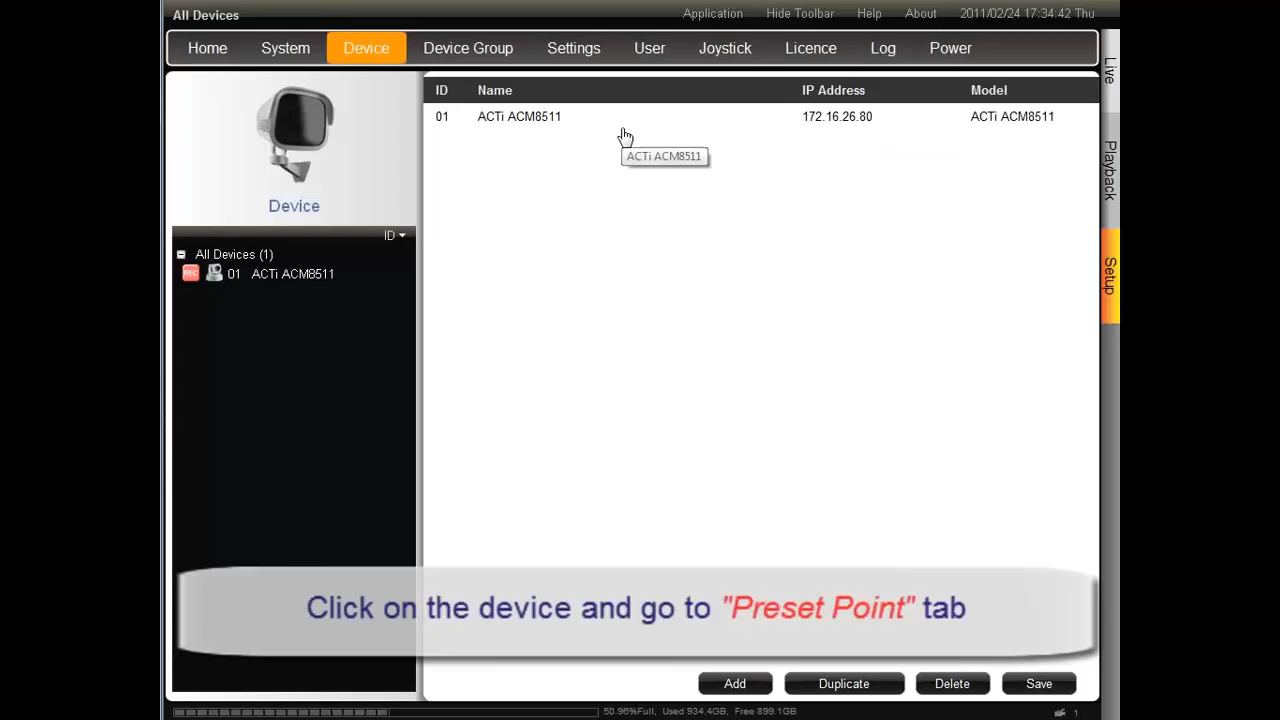 All Devices
Application Hide Toolbar Help About 2011/02/24 17:34:42 Thu
Home System Device Device Group Settings User Joystick Licence Log Power
Live
Playback
Setup
Device
ID
All Devices (1)
REC 01 ACTi ACM8511
ID Name IP Address Model
01 ACTi ACM8511 172.16.26.80 ACTi ACM8511
ACTi ACM8511
Click on the device and go to "Preset Point" tab
Add Duplicate Delete Save
50.96%Full, Used 934.4GB, Free 899.1GB
1